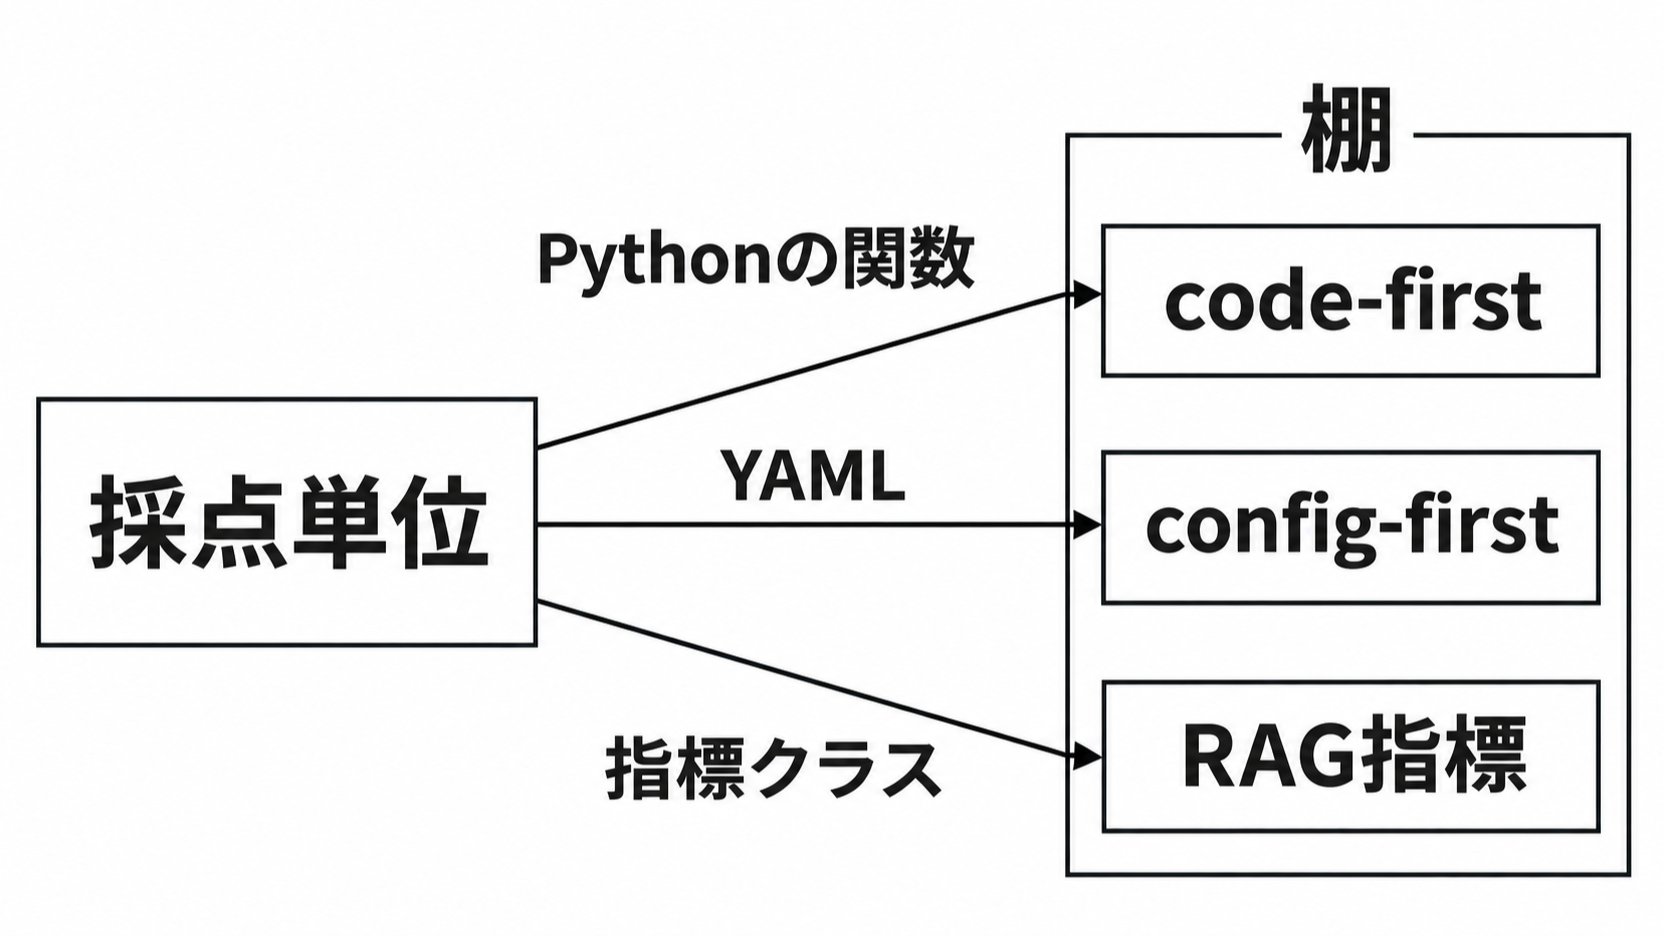 棚
Pythonの関数
code-first
採点単位
YAML
config-first
指標クラス
RAG指標